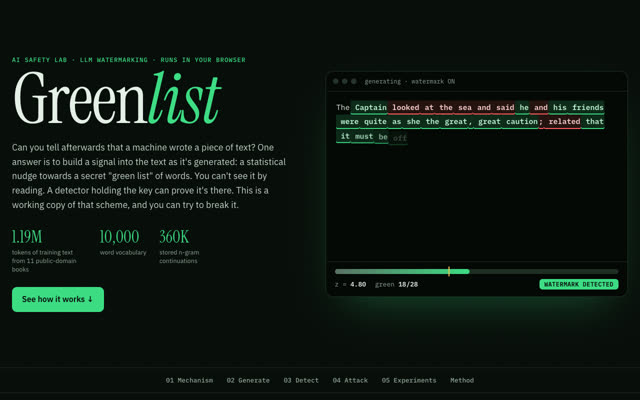 AI SAFETY LAB · LLM WATERMARKING · RUNS IN YOUR BROWSER
Greenlist
Can you tell afterwards that a machine wrote a piece of text? One
answer is to build a signal into the text as it's generated: a statistical
nudge towards a secret "green list" of words. You can't see it by
reading. A detector holding the key can prove it's there. This is a
working copy of that scheme, and you can try to break it.
1.19M
tokens of training text
from 11 public-domain
books
10,000
word vocabulary
360K
stored n-gram
continuations
See how it works ↓
generating · watermark ON
The Captain looked at the sea and said he and his friends
were quite as she the great, great caution; related that
it must be off
z = 4.80 green 18/28
WATERMARK DETECTED
01 Mechanism 02 Generate 03 Detect 04 Attack 05 Experiments Method